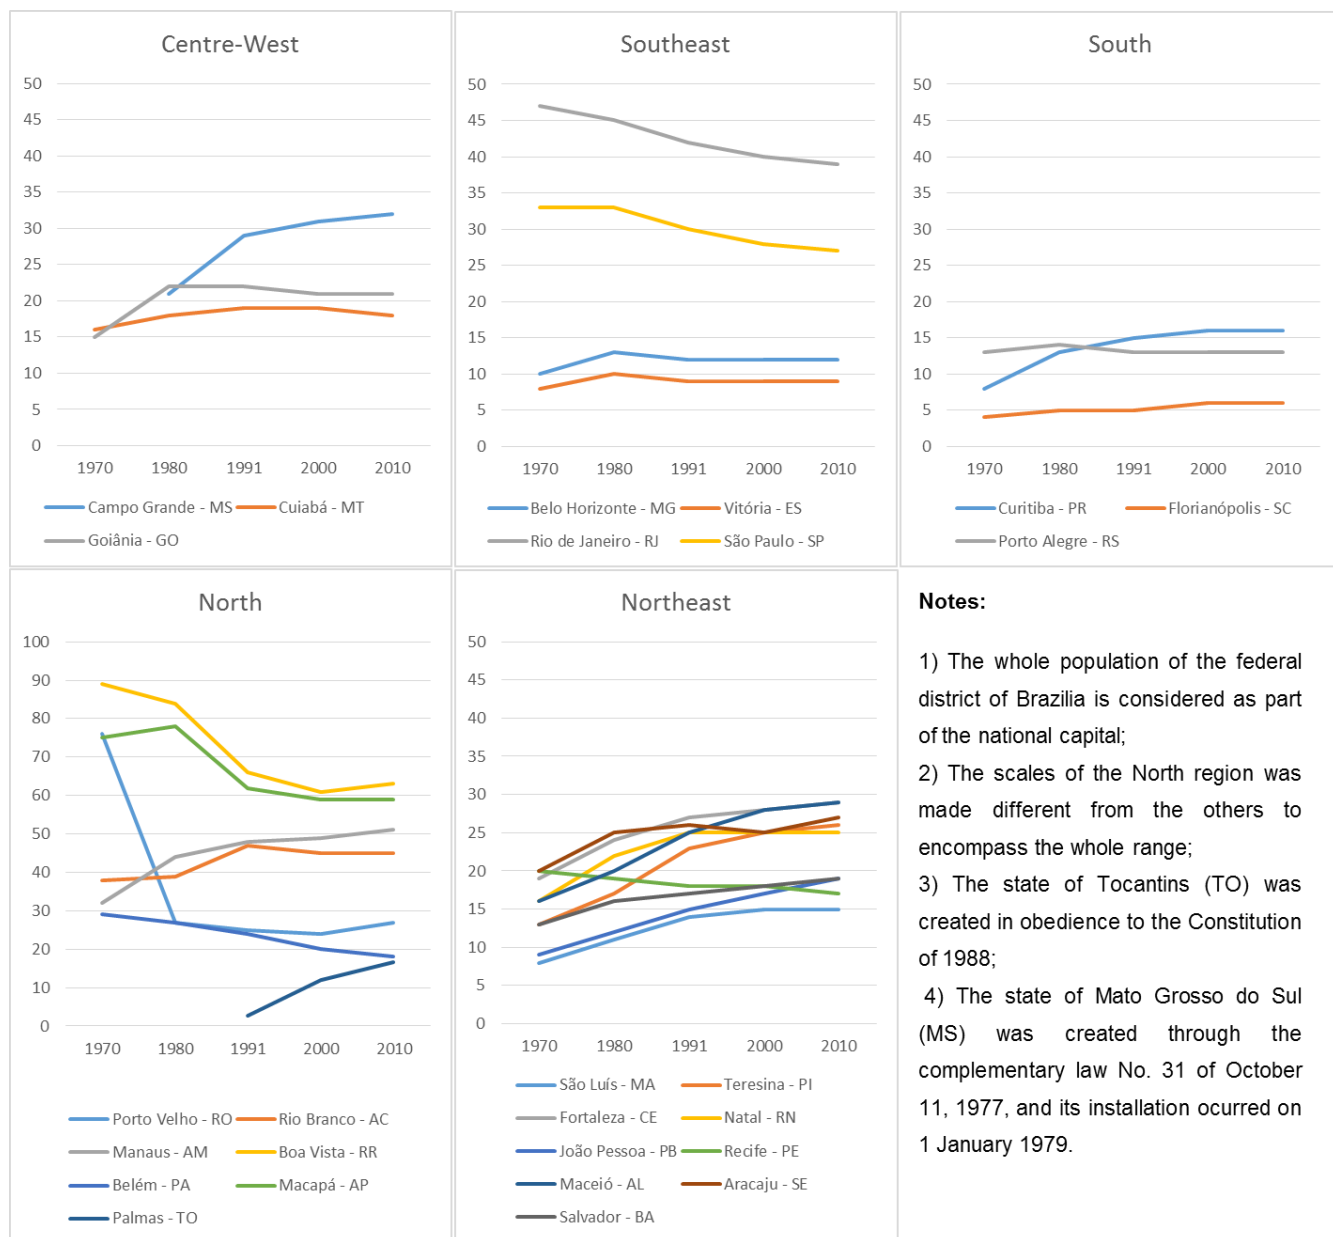 Centre-West
50
45
40
35
30
25
20
15
10
5
0
1970 1980 1991 2000 2010
Campo Grande - MS Cuiabá - MT
Goiânia - GO
Southeast
50
45
40
35
30
25
20
15
10
5
0
1970 1980 1991 2000 2010
Belo Horizonte - MG Vitória - ES
Rio de Janeiro - RJ São Paulo - SP
South
50
45
40
35
30
25
20
15
10
5
0
1970 1980 1991 2000 2010
Curitiba - PR Florianópolis - SC
Porto Alegre - RS
North
100
90
80
70
60
50
40
30
20
10
0
1970 1980 1991 2000 2010
Porto Velho - RO Rio Branco - AC
Manaus - AM Boa Vista - RR
Belém - PA Macapá - AP
Palmas - TO
Northeast
50
45
40
35
30
25
20
15
10
5
0
1970 1980 1991 2000 2010
São Luís - MA Teresina - PI
Fortaleza - CE Natal - RN
João Pessoa - PB Recife - PE
Maceió - AL Aracaju - SE
Salvador - BA
Notes:
1) The whole population of the federal
district of Brazilia is considered as part
of the national capital;
2) The scales of the North region was
made different from the others to
encompass the whole range;
3) The state of Tocantins (TO) was
created in obedience to the Constitution
of 1988;
4) The state of Mato Grosso do Sul
(MS) was created through the
complementary law No. 31 of October
11, 1977, and its installation ocurred on
1 January 1979.